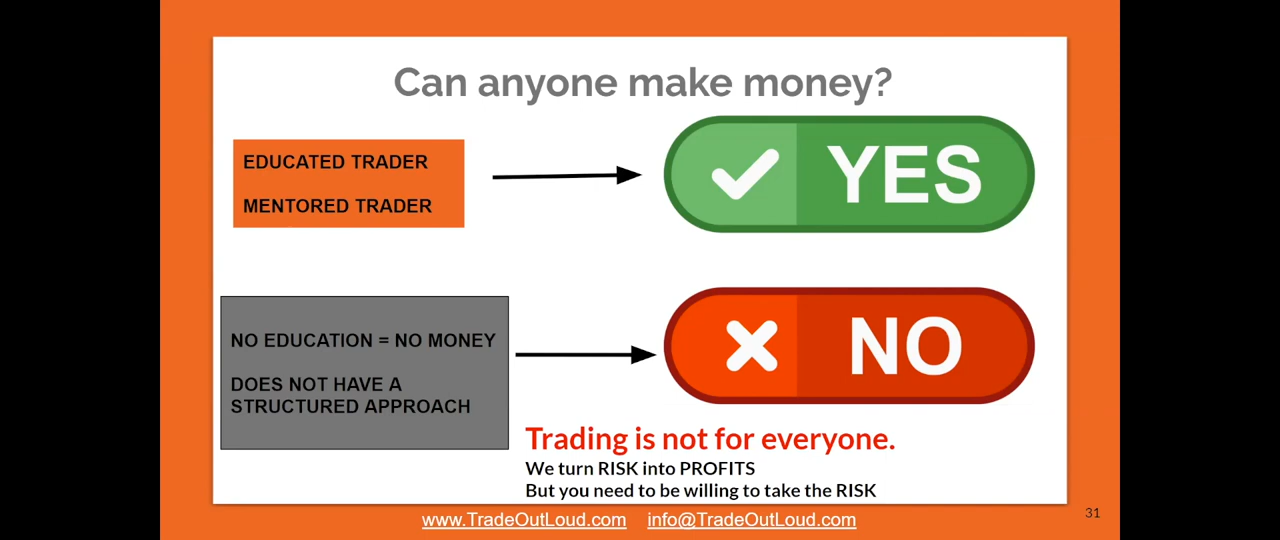 Can anyone make money?
EDUCATED TRADER
MENTORED TRADER
YES
NO EDUCATION = NO MONEY
DOES NOT HAVE A
STRUCTURED APPROACH
NO
Trading is not for everyone.
We turn RISK into PROFITS
But you need to be willing to take the RISK
www.TradeOutLoud.com info@TradeOutLoud.com
31